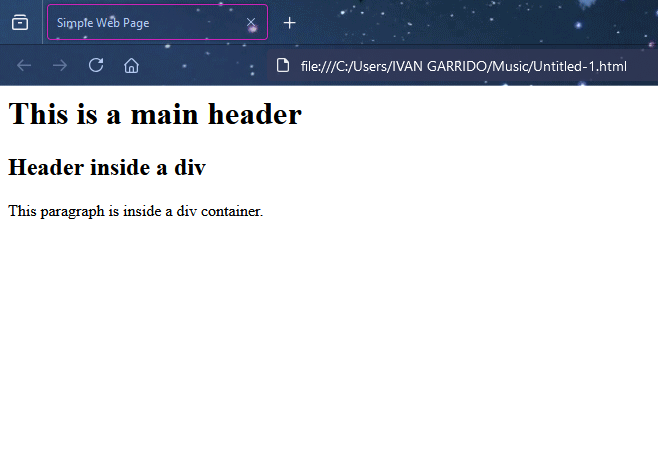 Simple Web Page
file:///C:/Users/IVAN GARRIDO/Music/Untitled-1.html
This is a main header
Header inside a div
This paragraph is inside a div container.